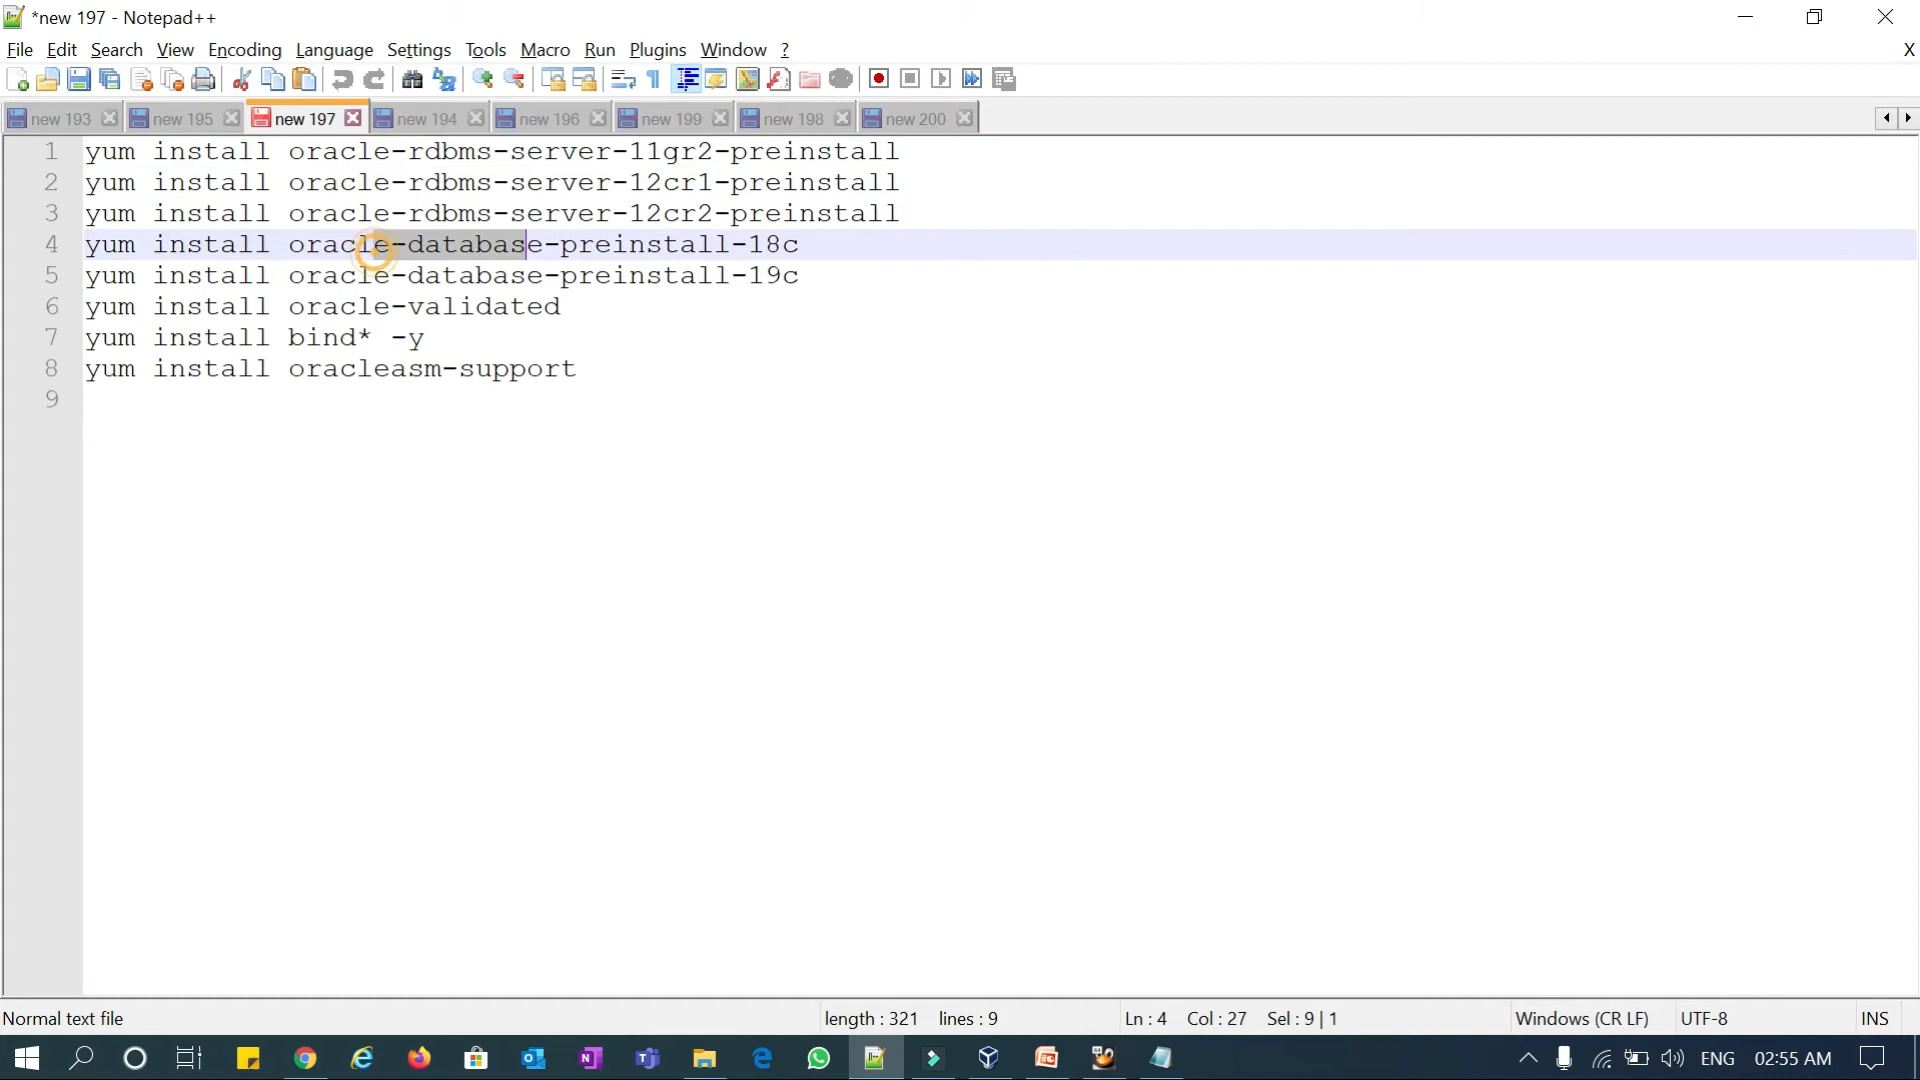 *new 197 - Notepad++
File Edit Search View Encoding Language Settings Tools Macro Run Plugins Window ? X
new 193 new 195 new 197 new 194 new 196 new 199 new 198 new 200
1 yum install oracle-rdbms-server-11gr2-preinstall
2 yum install oracle-rdbms-server-12cr1-preinstall
3 yum install oracle-rdbms-server-12cr2-preinstall
4 yum install oracle-database-preinstall-18c
5 yum install oracle-database-preinstall-19c
6 yum install oracle-validated
7 yum install bind* -y
8 yum install oracleasm-support
9
Normal text file length : 321 lines : 9 Ln : 4 Col : 27 Sel : 9 | 1 Windows (CR LF) UTF-8 INS
ENG 02:55 AM